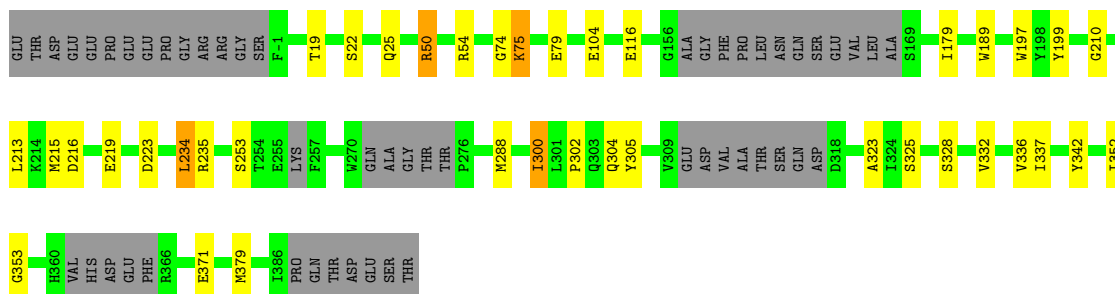 GLU THR ASP GLU GLU PRO GLU GLU PRO GLY ARG ARG GLY SER F-1 T19 S22 Q25 R50 R54 G74 K75 E79 E104 E116 G156 ALA GLY PHE PRO LEU ASN GLN SER GLU VAL LEU ALA S169 I179 W189 W197 Y198 Y199 G210
L213 K214 M215 D216 E219 D223 L234 R235 S253 T254 E255 LYS F257 W270 GLN ALA GLY THR THR P276 M288 I300 L301 P302 Q303 Q304 Y305 V309 GLU ASP VAL ALA THR SER GLN ASP D318 A323 I324 S325 S328 V332 V336 I337 Y342
G353 H360 VAL HIS ASP GLU PHE R366 E371 M379 I386 PRO GLN THR ASP GLU SER THR